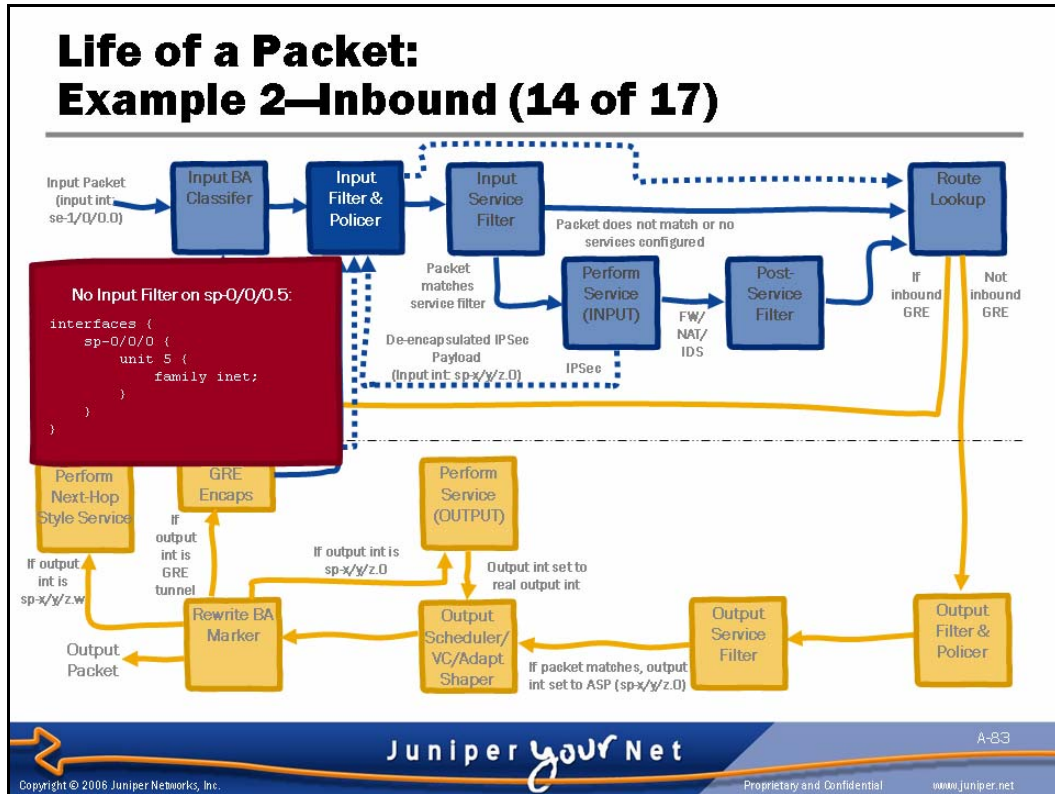 Life of a Packet:
Example 2—Inbound (14 of 17)
Input Packet
(input int:
se-1/0/0.0)
Input BA
Classifer
Input
Filter &
Policer
Input
Service
Filter
Route
Lookup
Packet does not match or no
services configured
Packet
matches
service filter
Perform
Service
(INPUT)
FW/
NAT/
IDS
Post-
Service
Filter
If
inbound
GRE
Not
inbound
GRE
No Input Filter on sp-0/0/0.5:
interfaces {
sp-0/0/0 {
unit 5 {
family inet;
}
}
}
De-encapsulated IPSec
Payload
(Input int: sp-x/y/z.0)
IPSec
Perform
Next-Hop
Style Service
GRE
Encaps
Perform
Service
(OUTPUT)
If output
int is
sp-x/y/z.w
If
output
int is
GRE
tunnel
If output int is
sp-x/y/z.0
Output int set to
real output int
Rewrite BA
Marker
Output
Packet
Output
Scheduler/
VC/Adapt
Shaper
If packet matches, output
int set to ASP (sp-x/y/z.0)
Output
Service
Filter
Output
Filter &
Policer
Juniper your Net
A-83
Copyright © 2006 Juniper Networks, Inc.
Proprietary and Confidential
www.juniper.net